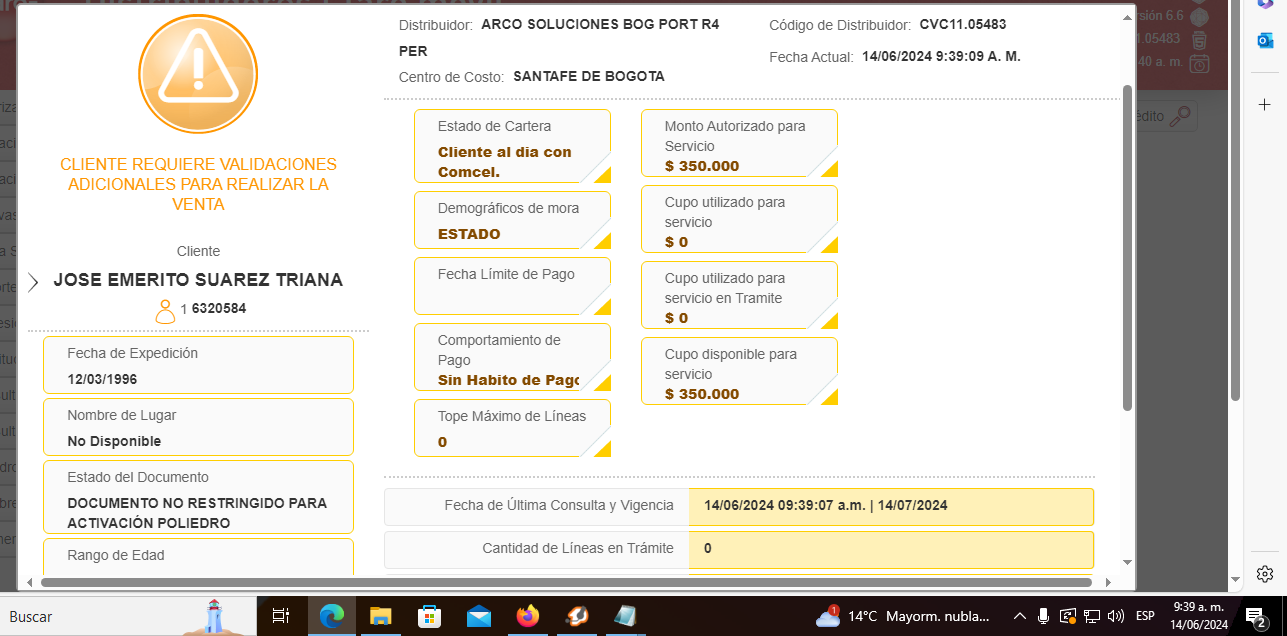 Distribuidor: ARCO SOLUCIONES BOG PORT R4
PER
Centro de Costo: SANTAFE DE BOGOTA
Código de Distribuidor: CVC11.05483
Fecha Actual: 14/06/2024 9:39:09 A. M.
CLIENTE REQUIERE VALIDACIONES
ADICIONALES PARA REALIZAR LA
VENTA
Cliente
JOSE EMERITO SUAREZ TRIANA
1 6320584
Fecha de Expedición
12/03/1996
Nombre de Lugar
No Disponible
Estado del Documento
DOCUMENTO NO RESTRINGIDO PARA
ACTIVACIÓN POLIEDRO
Rango de Edad
Estado de Cartera
Cliente al dia con
Comcel.
Demográficos de mora
ESTADO
Fecha Límite de Pago
Comportamiento de
Pago
Sin Habito de Pago
Tope Máximo de Líneas
0
Monto Autorizado para
Servicio
$ 350.000
Cupo utilizado para
servicio
$ 0
Cupo utilizado para
servicio en Tramite
$ 0
Cupo disponible para
servicio
$ 350.000
Fecha de Última Consulta y Vigencia
14/06/2024 09:39:07 a.m. | 14/07/2024
Cantidad de Líneas en Trámite
0
rsión 6.6
1.05483
40 a. m.
édito
Buscar
1
14°C Mayorm. nubla...
ESP
9:39 a. m.
14/06/2024
2